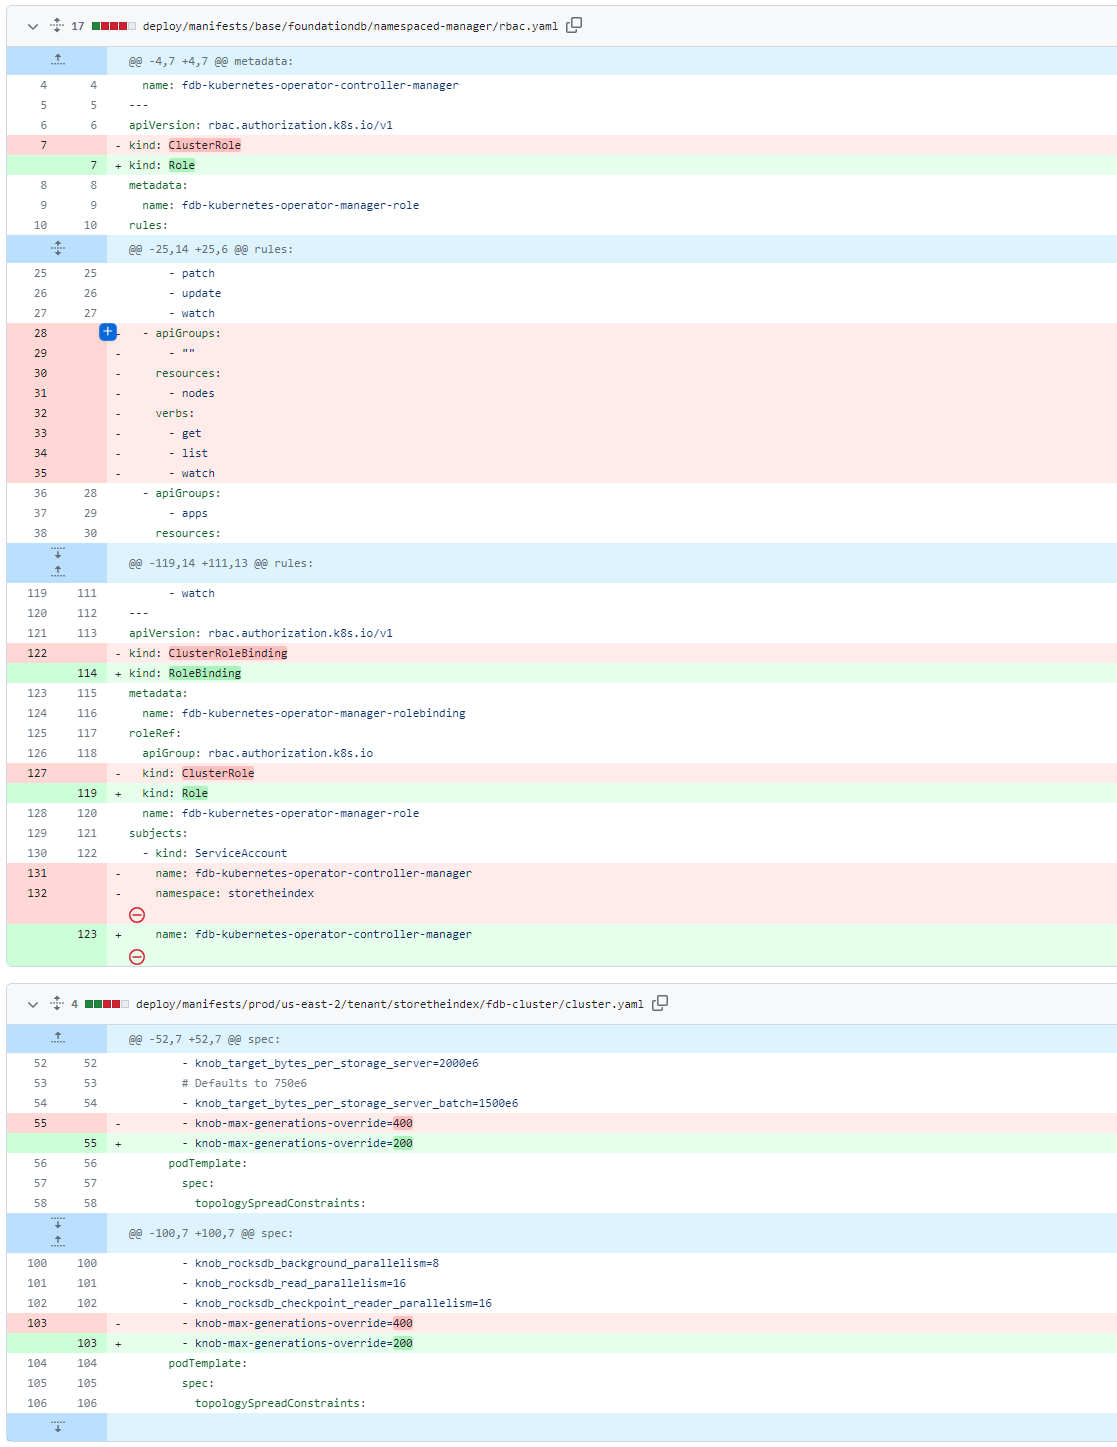 17 deploy/manifests/base/foundationdb/namespaced-manager/rbac.yaml
@@ -4,7 +4,7 @@ metadata:
4 4 name: fdb-kubernetes-operator-controller-manager
5 5 ---
6 6 apiVersion: rbac.authorization.k8s.io/v1
7 - kind: ClusterRole
7 + kind: Role
8 8 metadata:
9 9 name: fdb-kubernetes-operator-manager-role
10 10 rules:
@@ -25,14 +25,6 @@ rules:
25 25 - patch
26 26 - update
27 27 - watch
28 - - apiGroups:
29 - - ""
30 - resources:
31 - - nodes
32 - verbs:
33 - - get
34 - - list
35 - - watch
36 28 - apiGroups:
37 29 - apps
38 30 resources:
@@ -119,14 +111,13 @@ rules:
119 111 - watch
120 112 ---
121 113 apiVersion: rbac.authorization.k8s.io/v1
122 - kind: ClusterRoleBinding
114 + kind: RoleBinding
123 115 metadata:
124 116 name: fdb-kubernetes-operator-manager-rolebinding
125 117 roleRef:
126 118 apiGroup: rbac.authorization.k8s.io
127 - kind: ClusterRole
119 + kind: Role
128 120 name: fdb-kubernetes-operator-manager-role
129 121 subjects:
130 122 - kind: ServiceAccount
131 - name: fdb-kubernetes-operator-controller-manager
132 - namespace: storetheindex
123 + name: fdb-kubernetes-operator-controller-manager
4 deploy/manifests/prod/us-east-2/tenant/storetheindex/fdb-cluster/cluster.yaml
@@ -52,7 +52,7 @@ spec:
52 52 - knob_target_bytes_per_storage_server=2000e6
53 53 # Defaults to 750e6
54 54 - knob_target_bytes_per_storage_server_batch=1500e6
55 - - knob-max-generations-override=400
55 + - knob-max-generations-override=200
56 56 podTemplate:
57 57 spec:
58 58 topologySpreadConstraints:
@@ -100,7 +100,7 @@ spec:
100 100 - knob_rocksdb_background_parallelism=8
101 101 - knob_rocksdb_read_parallelism=16
102 102 - knob_rocksdb_checkpoint_reader_parallelism=16
103 - - knob-max-generations-override=400
103 + - knob-max-generations-override=200
104 104 podTemplate:
105 105 spec:
106 106 topologySpreadConstraints: